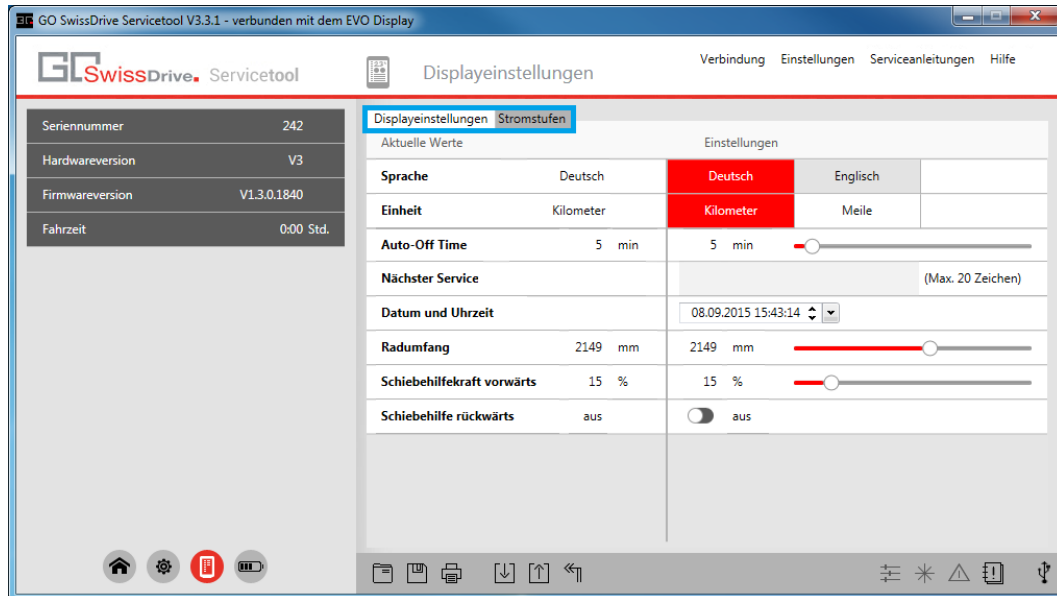 GO SwissDrive Servicetool V3.3.1 - verbunden mit dem EVO Display
GO SwissDrive. Servicetool
Displayeinstellungen
Verbindung Einstellungen Serviceanleitungen Hilfe
Seriennummer 242
Hardwareversion V3
Firmwareversion V1.3.0.1840
Fahrzeit 0:00 Std.
Displayeinstellungen Stromstufen
Aktuelle Werte Einstellungen
Sprache Deutsch Deutsch Englisch
Einheit Kilometer Kilometer Meile
Auto-Off Time 5 min 5 min
Nächster Service (Max. 20 Zeichen)
Datum und Uhrzeit 08.09.2015 15:43:14
Radumfang 2149 mm 2149 mm
Schiebehilfekraft vorwärts 15 % 15 %
Schiebehilfe rückwärts aus aus